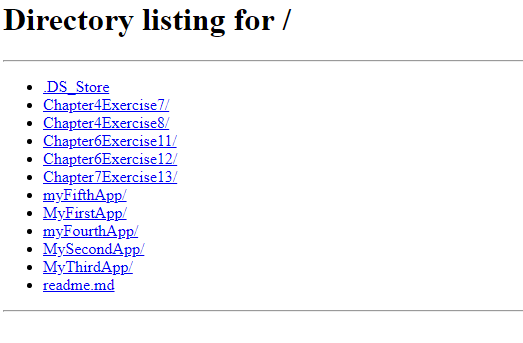 Directory listing for /
.DS_Store
Chapter4Exercise7/
Chapter4Exercise8/
Chapter6Exercise11/
Chapter6Exercise12/
Chapter7Exercise13/
myFifthApp/
MyFirstApp/
myFourthApp/
MySecondApp/
MyThirdApp/
readme.md